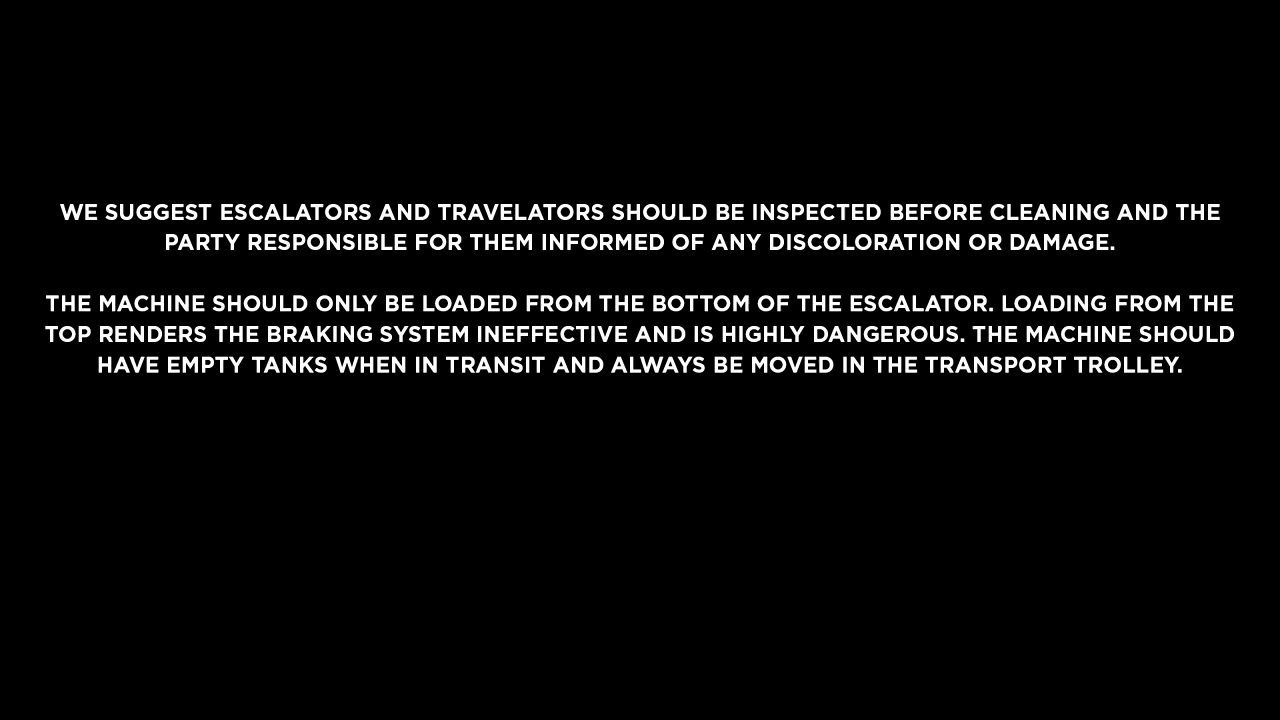 WE SUGGEST ESCALATORS AND TRAVELATORS SHOULD BE INSPECTED BEFORE CLEANING AND THE
PARTY RESPONSIBLE FOR THEM INFORMED OF ANY DISCOLORATION OR DAMAGE.
THE MACHINE SHOULD ONLY BE LOADED FROM THE BOTTOM OF THE ESCALATOR. LOADING FROM THE
TOP RENDERS THE BRAKING SYSTEM INEFFECTIVE AND IS HIGHLY DANGEROUS. THE MACHINE SHOULD
HAVE EMPTY TANKS WHEN IN TRANSIT AND ALWAYS BE MOVED IN THE TRANSPORT TROLLEY.